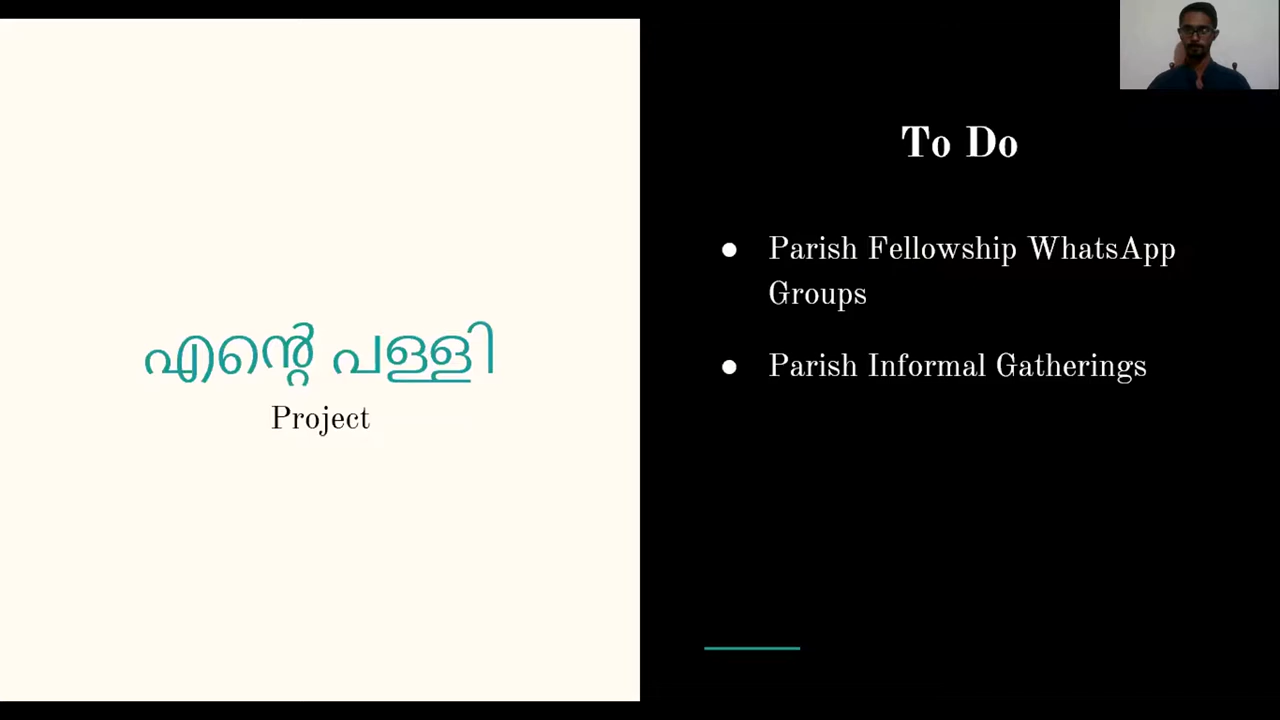 എന്റെ പള്ളി
Project
To Do
● Parish Fellowship WhatsApp
Groups
● Parish Informal Gatherings